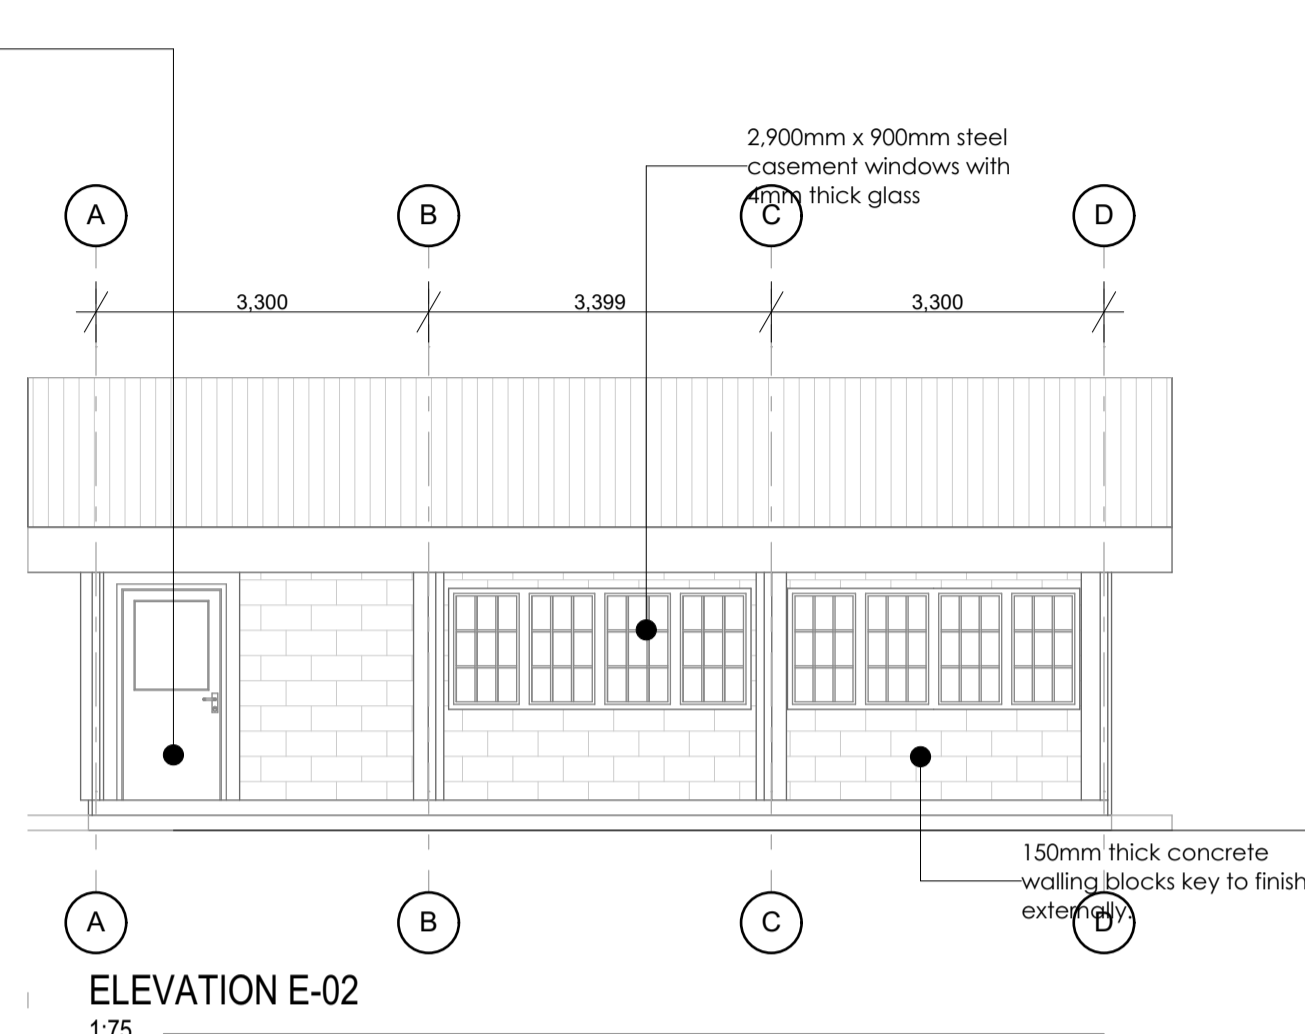 2,900mm x 900mm steel
casement windows with
4mm thick glass
A B C D
3,300 3,399 3,300
150mm thick concrete
walling blocks key to finish
externally.
A B C D
ELEVATION E-02
1:75